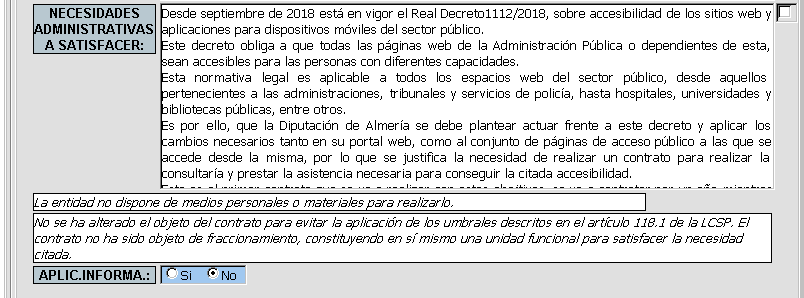 NECESIDADES
ADMINISTRATIVAS
A SATISFACER:
Desde septiembre de 2018 está en vigor el Real Decreto1112/2018, sobre accesibilidad de los sitios web y
aplicaciones para dispositivos móviles del sector público.
Este decreto obliga a que todas las páginas web de la Administración Pública o dependientes de esta,
sean accesibles para las personas con diferentes capacidades.
Esta normativa legal es aplicable a todos los espacios web del sector público, desde aquellos
pertenecientes a las administraciones, tribunales y servicios de policía, hasta hospitales, universidades y
bibliotecas públicas, entre otros.
Es por ello, que la Diputación de Almería se debe plantear actuar frente a este decreto y aplicar los
cambios necesarios tanto en su portal web, como al conjunto de páginas de acceso público a las que se
accede desde la misma, por lo que se justifica la necesidad de realizar un contrato para realizar la
consultaría y prestar la asistencia necesaria para conseguir la citada accesibilidad.
La entidad no dispone de medios personales o materiales para realizarlo.
No se ha alterado el objeto del contrato para evitar la aplicación de los umbrales descritos en el artículo 118.1 de la LCSP. El
contrato no ha sido objeto de fraccionamiento, constituyendo en sí mismo una unidad funcional para satisfacer la necesidad
citada.
APLIC.INFORMA.: Si No